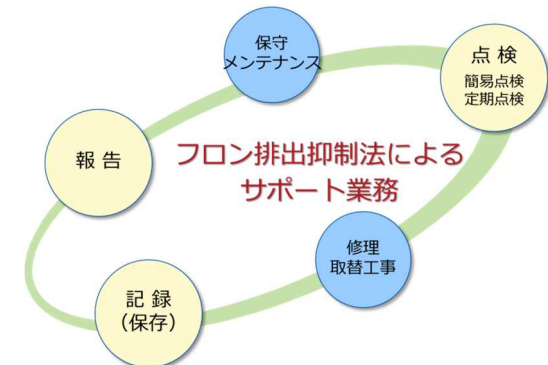 保守
メンテナンス
点 検
簡易点検
定期点検
報 告
フロン排出抑制法による
サポート業務
修理
取替工事
記 録
（保存）